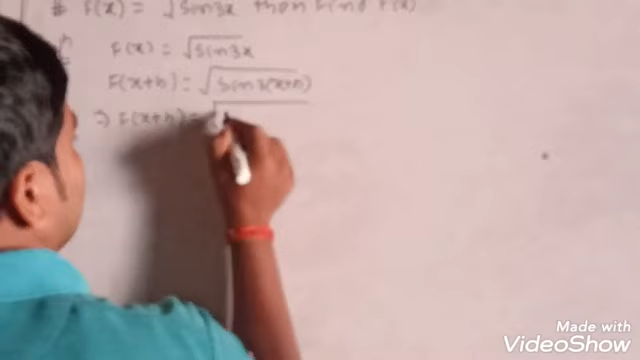 # F(x) = √sin3x then find F'(x)
F(x) = √sin3x
F(x+h) = √sin3(x+h)
⇒ F(x+h) = √
Made with
VideoShow